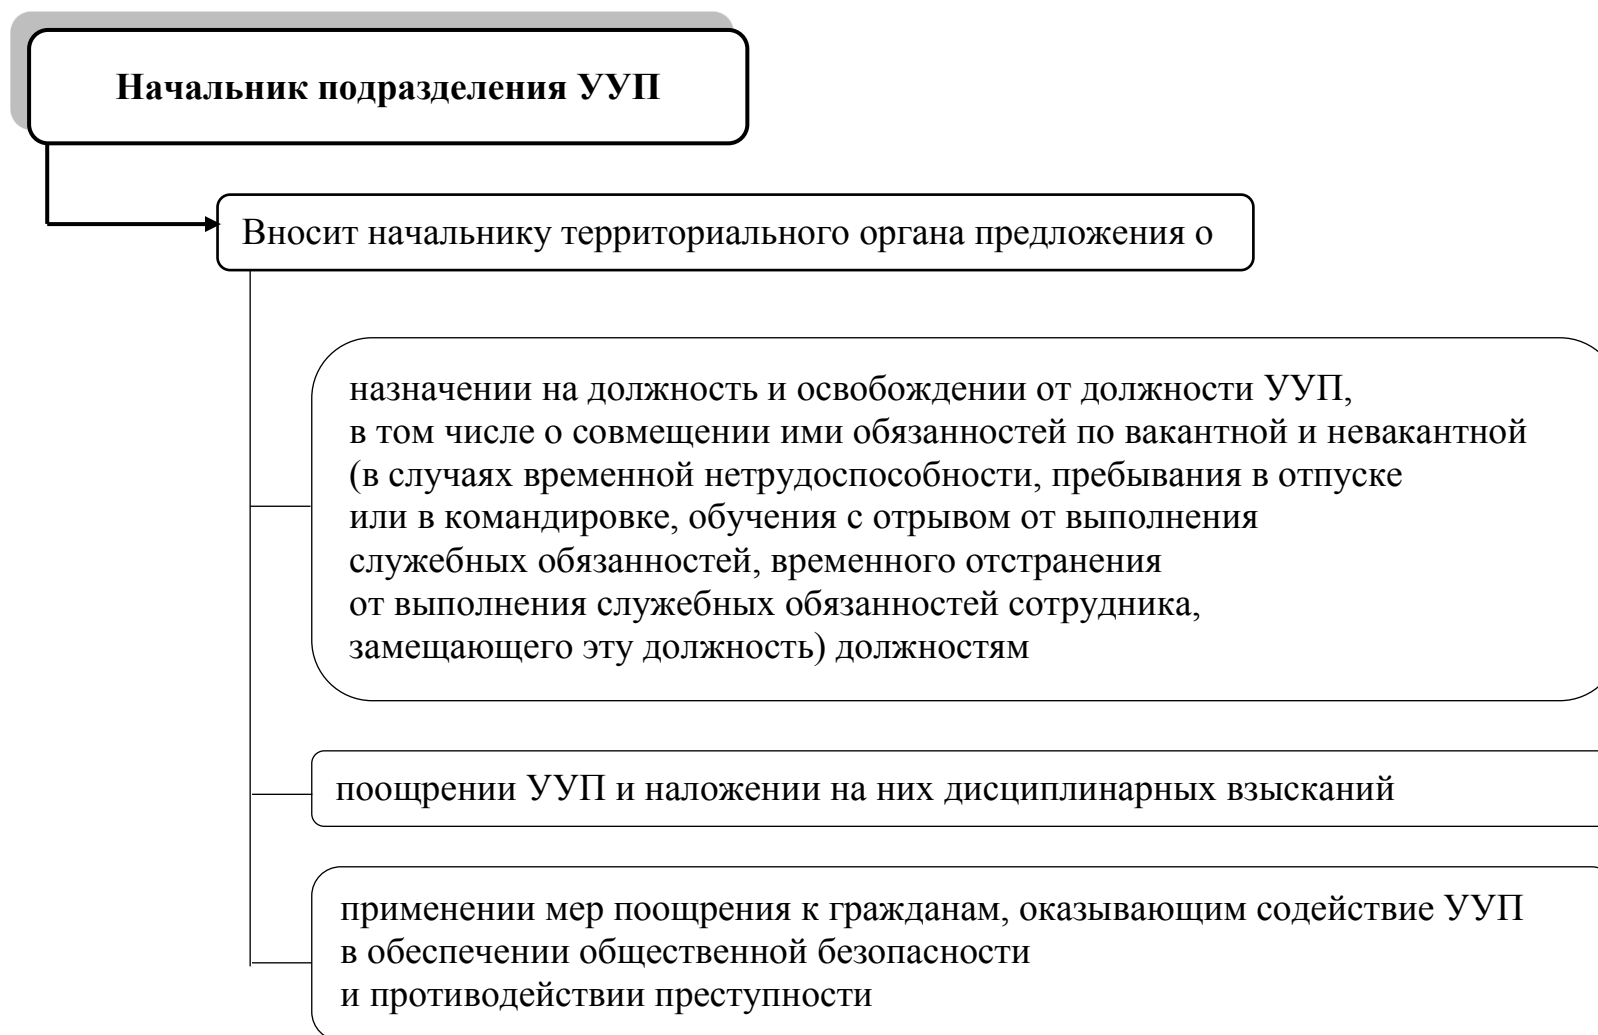 Начальник подразделения УУП
Вносит начальнику территориального органа предложения о
назначении на должность и освобождении от должности УУП,
в том числе о совмещении ими обязанностей по вакантной и невакантной
(в случаях временной нетрудоспособности, пребывания в отпуске
или в командировке, обучения с отрывом от выполнения
служебных обязанностей, временного отстранения
от выполнения служебных обязанностей сотрудника,
замещающего эту должность) должностям
поощрении УУП и наложении на них дисциплинарных взысканий
применении мер поощрения к гражданам, оказывающим содействие УУП
в обеспечении общественной безопасности
и противодействии преступности